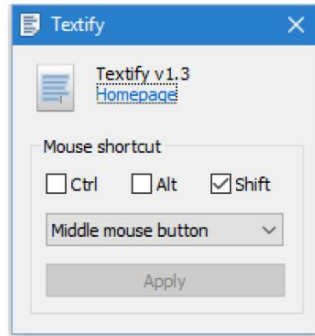 Textify
Textify v1.3
Homepage
Mouse shortcut
Ctrl Alt Shift
Middle mouse button
Apply